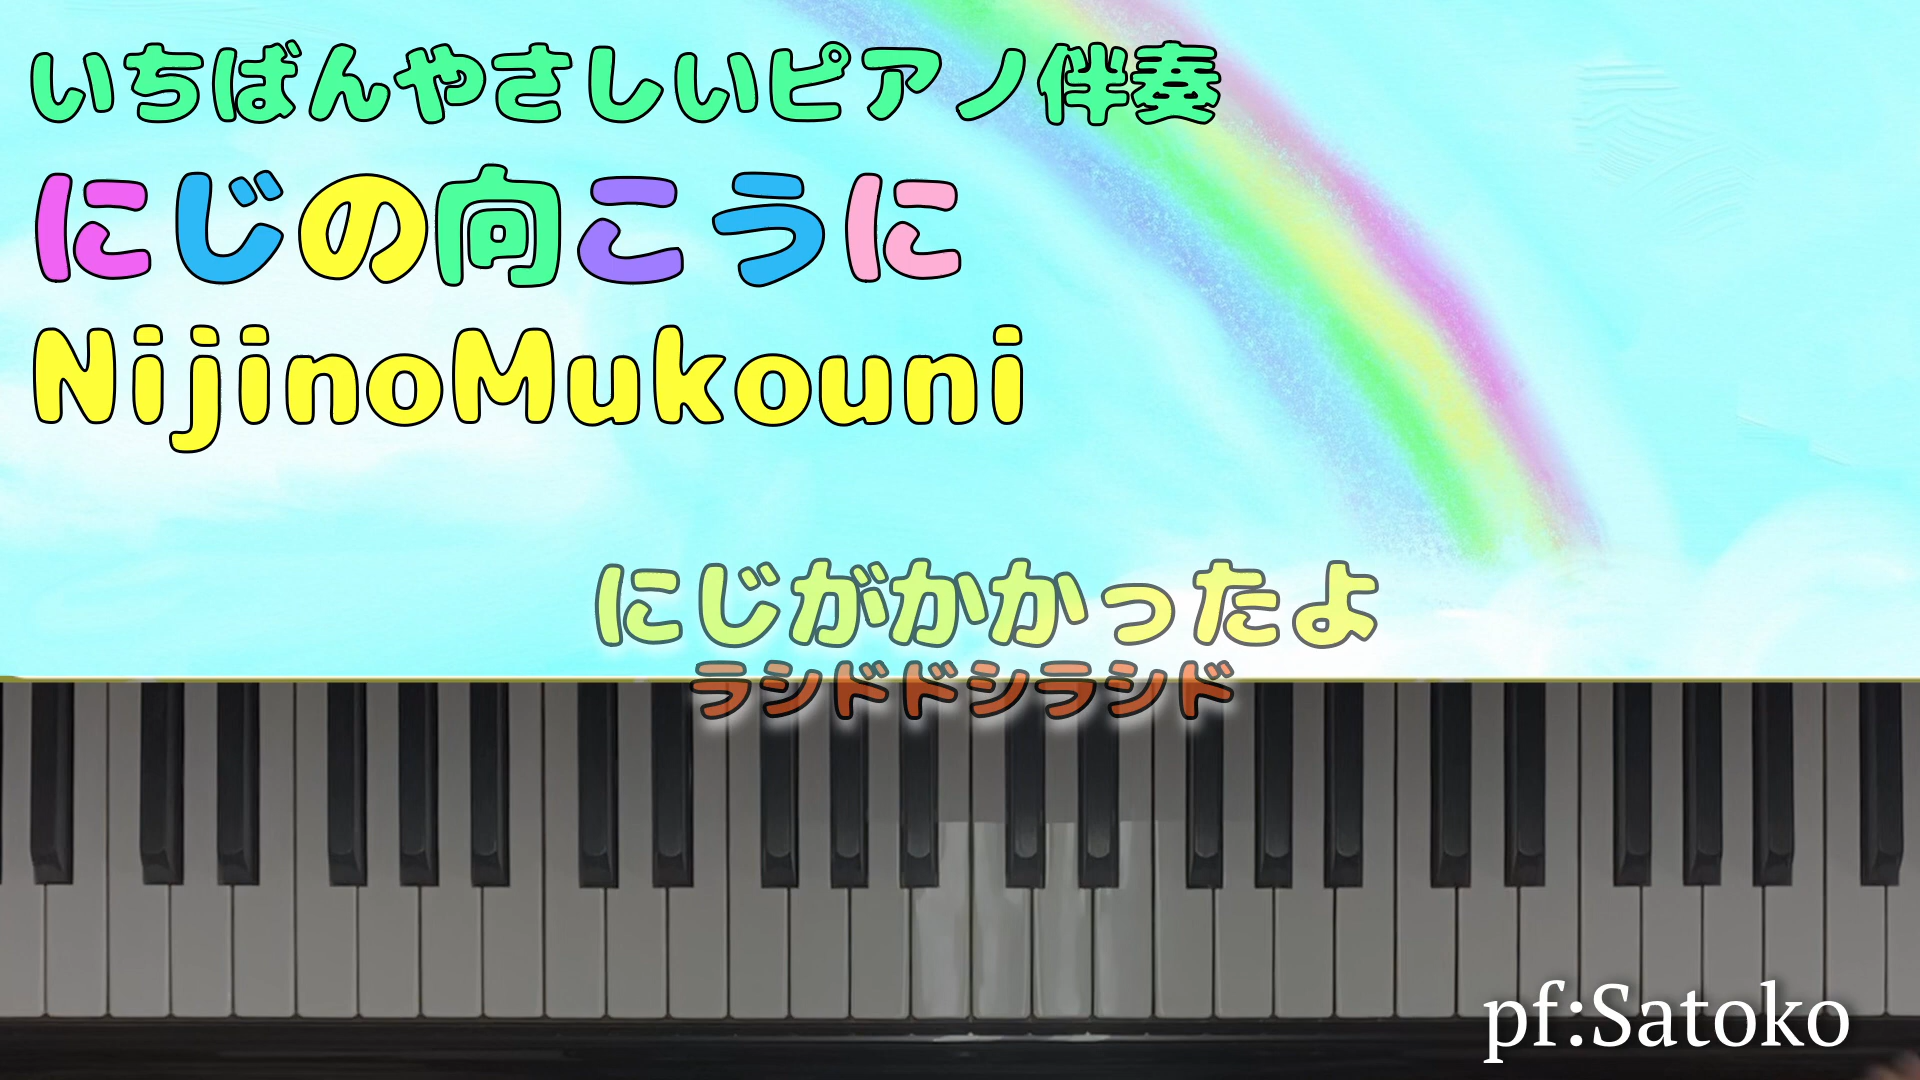 いちばんやさしいピアノ伴奏
にじの向こうに
NijinoMukouni
にじがかかったよ
ラシドドシラシド
pf:Satoko